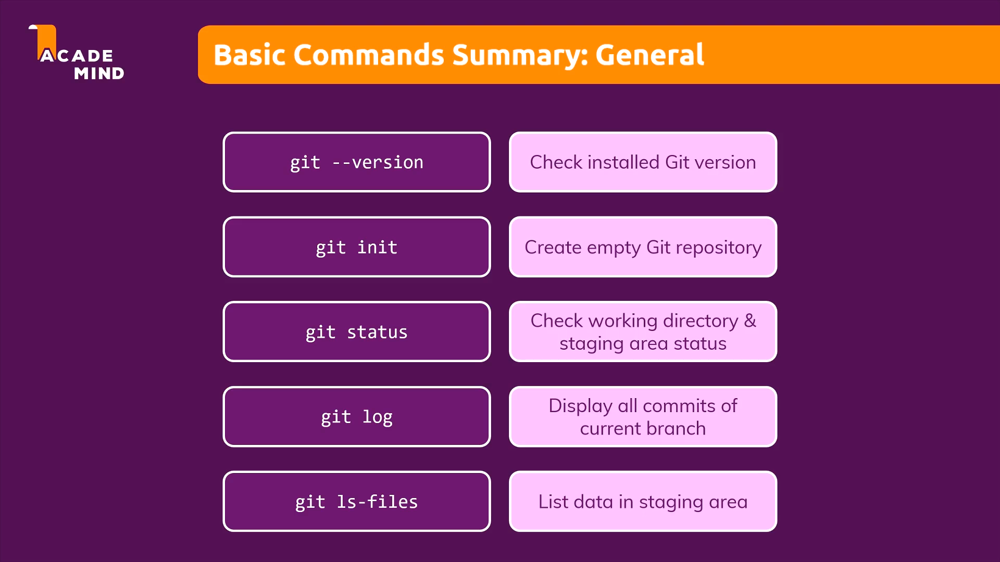 ACADE
MIND
Basic Commands Summary: General
git --version
Check installed Git version
git init
Create empty Git repository
git status
Check working directory &
staging area status
git log
Display all commits of
current branch
git ls-files
List data in staging area